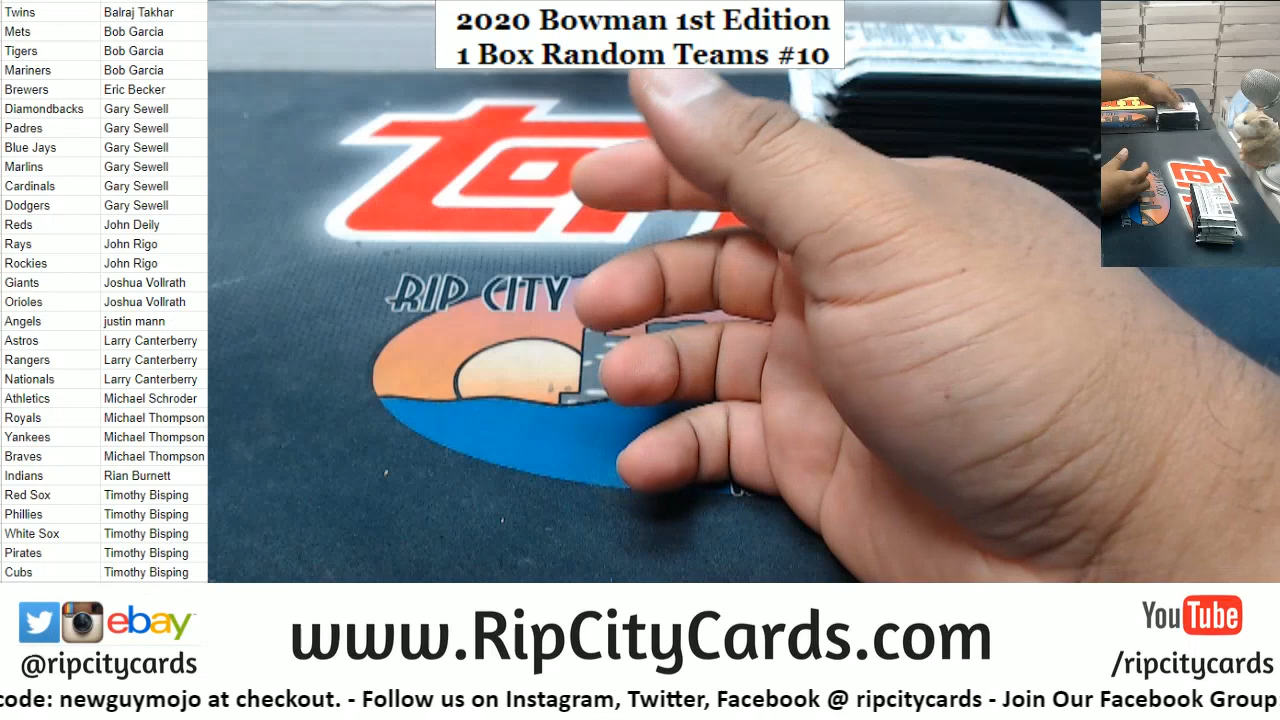 2020 Bowman 1st Edition
1 Box Random Teams #10
Twins Balraj Takhar
Mets Bob Garcia
Tigers Bob Garcia
Mariners Bob Garcia
Brewers Eric Becker
Diamondbacks Gary Sewell
Padres Gary Sewell
Blue Jays Gary Sewell
Marlins Gary Sewell
Cardinals Gary Sewell
Dodgers Gary Sewell
Reds John Deily
Rays John Rigo
Rockies John Rigo
Giants Joshua Vollrath
Orioles Joshua Vollrath
Angels justin mann
Astros Larry Canterberry
Rangers Larry Canterberry
Nationals Larry Canterberry
Athletics Michael Schroder
Royals Michael Thompson
Yankees Michael Thompson
Braves Michael Thompson
Indians Rian Burnett
Red Sox Timothy Bisping
Phillies Timothy Bisping
White Sox Timothy Bisping
Pirates Timothy Bisping
Cubs Timothy Bisping
RIP CITY
ebay
@ripcitycards
www.RipCityCards.com
YouTube
/ripcitycards
code: newguymojo at checkout. - Follow us on Instagram, Twitter, Facebook @ ripcitycards - Join Our Facebook Group